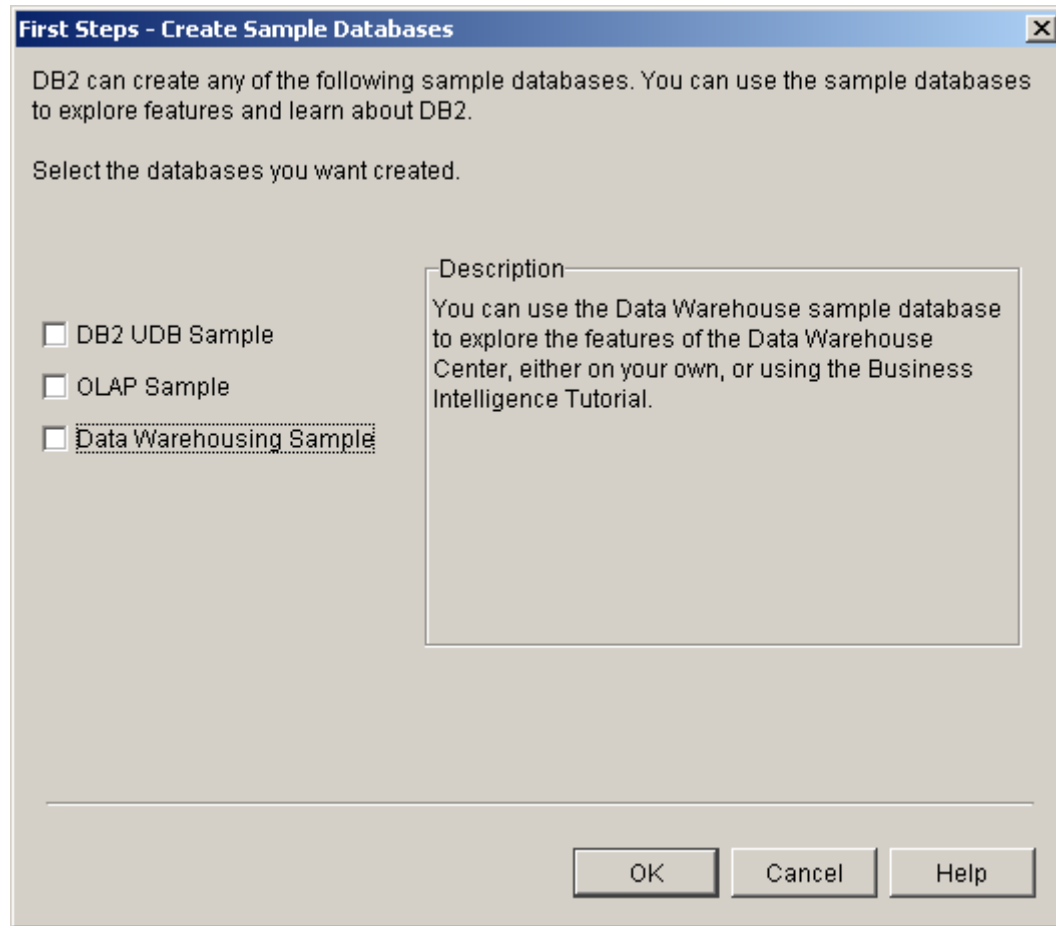 First Steps - Create Sample Databases
DB2 can create any of the following sample databases. You can use the sample databases
to explore features and learn about DB2.
Select the databases you want created.
DB2 UDB Sample
OLAP Sample
Data Warehousing Sample
Description
You can use the Data Warehouse sample database
to explore the features of the Data Warehouse
Center, either on your own, or using the Business
Intelligence Tutorial.
OK
Cancel
Help